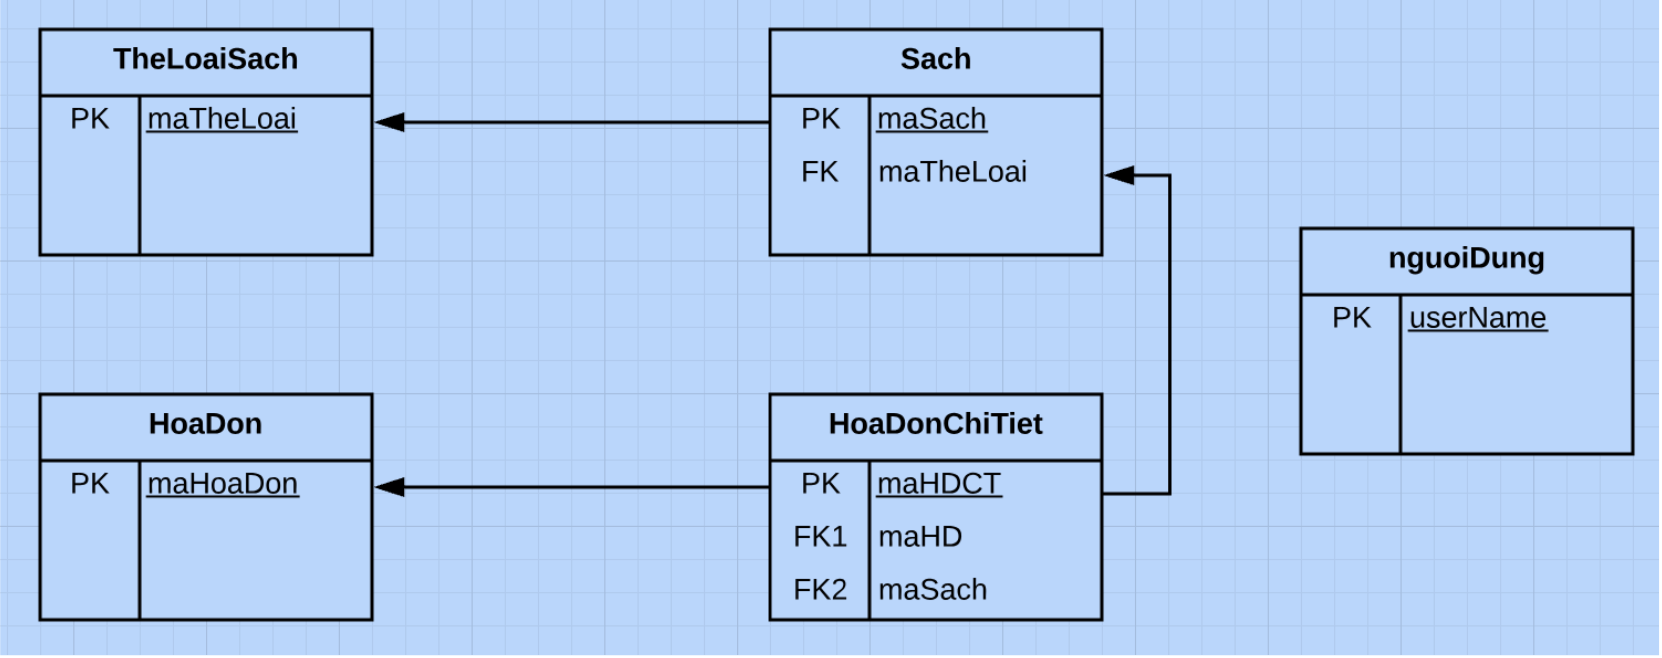 TheLoaiSach
PK maTheLoai
Sach
PK maSach
FK maTheLoai
nguoiDung
PK userName
HoaDon
PK maHoaDon
HoaDonChiTiet
PK maHDCT
FK1 maHD
FK2 maSach